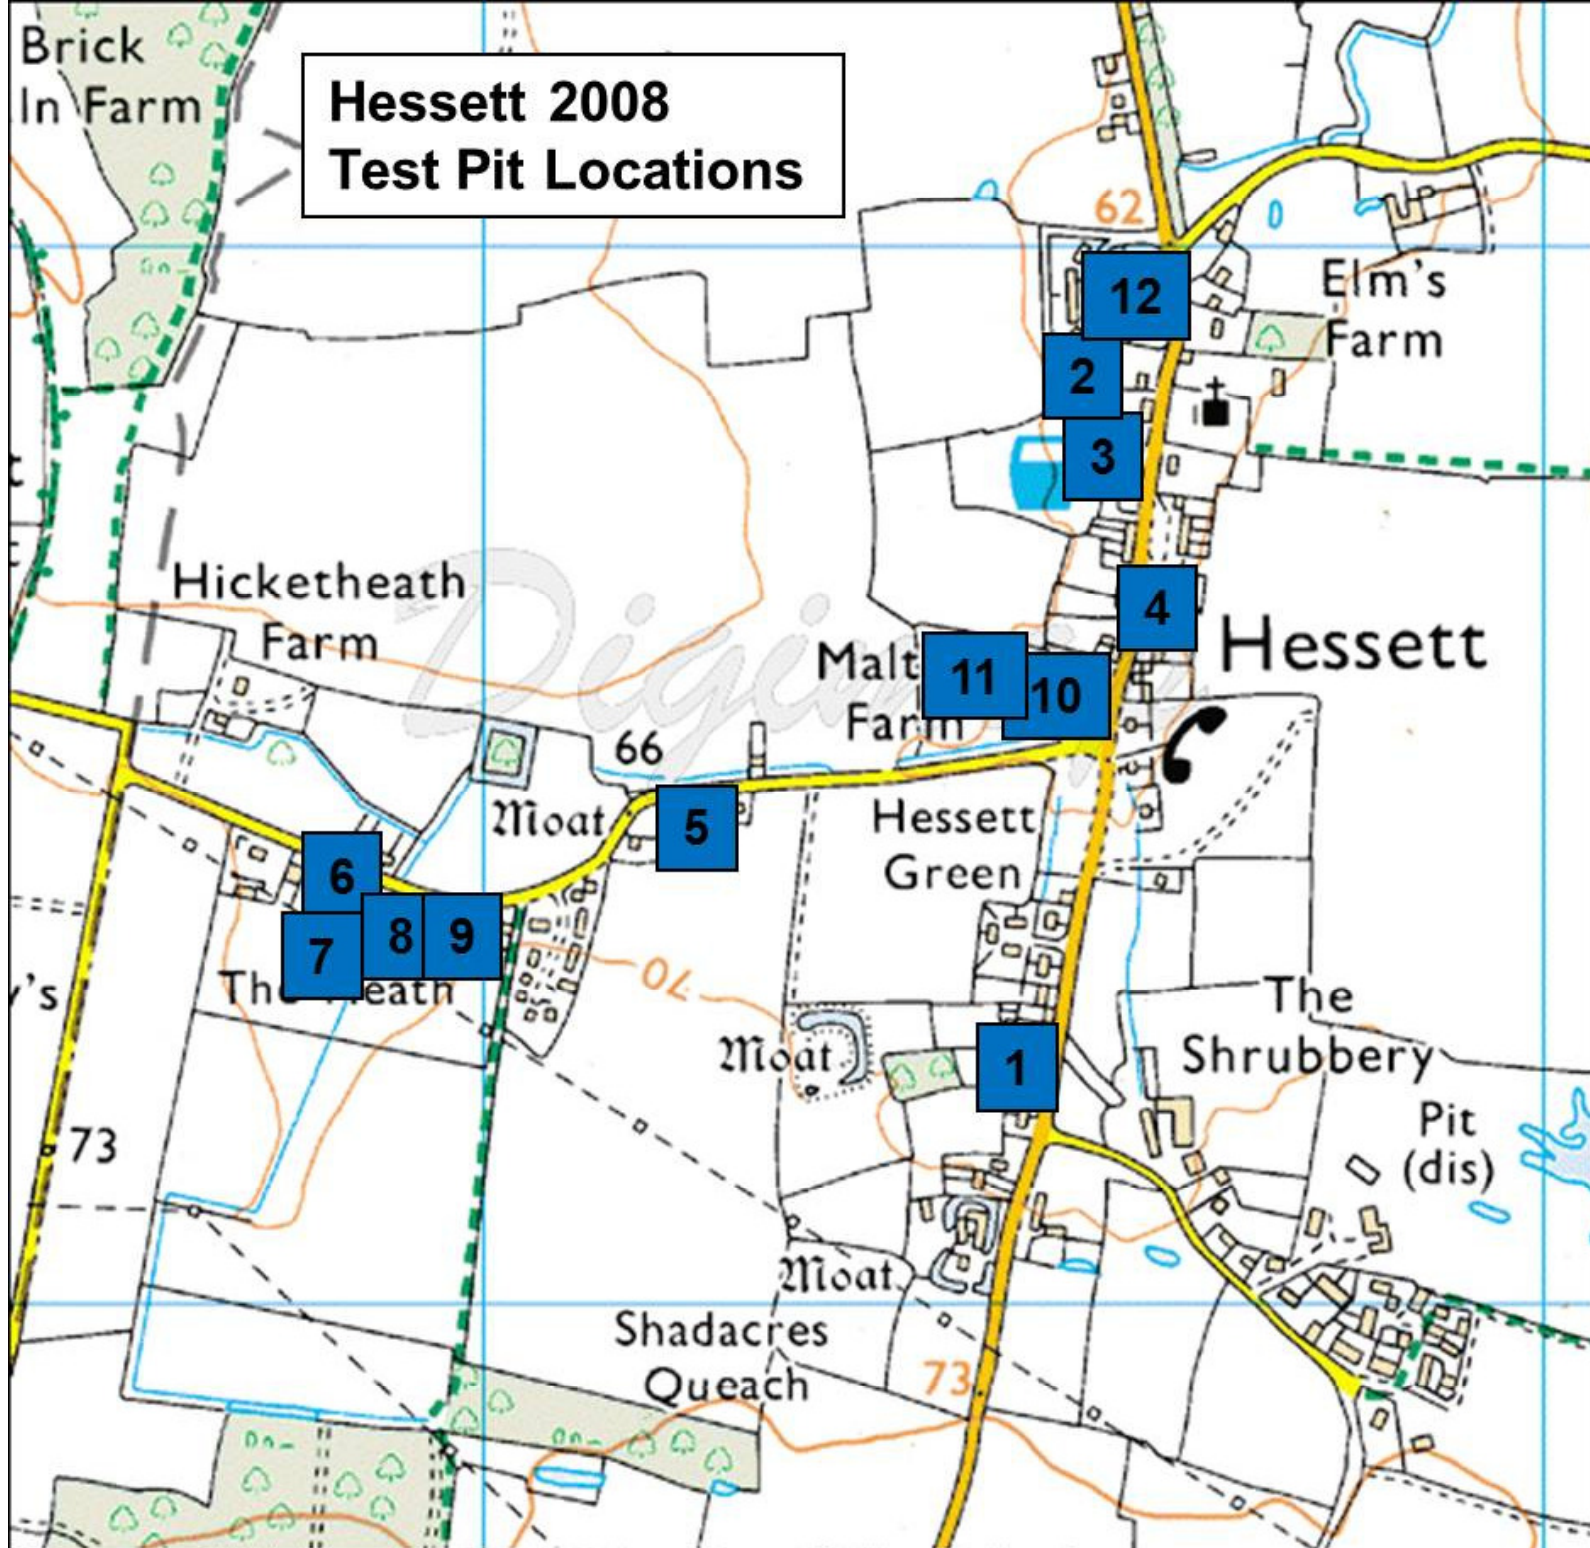 Brick
In Farm
Hessett 2008
Test Pit Locations
62
12
Elm's
Farm
2
3
t
Hicketheath
Farm
4
Hessett
Malt
Farm
11
10
66
Moat
5
Hessett
Green
6
7
8
9
The Heath
y's
70
The
Shrubbery
Moat
1
73
Pit
(dis)
Moat
Shadacres
Queach
73